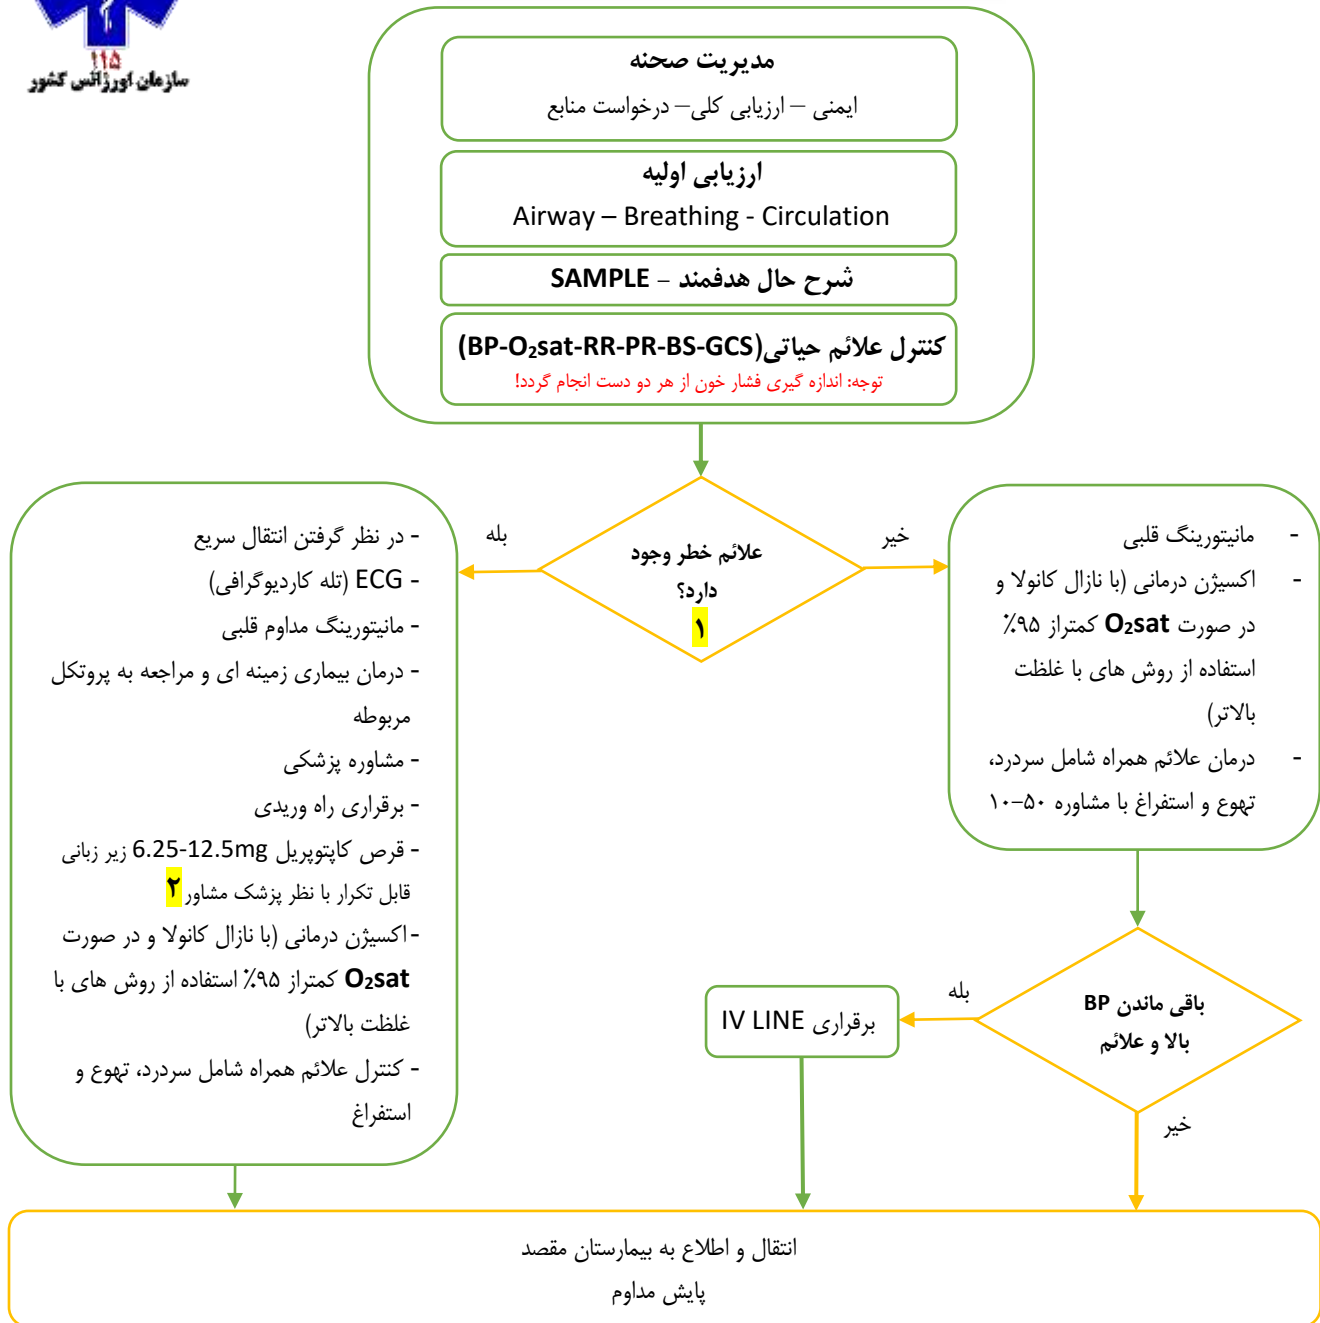 ۱۱۵
سازمان اورژانس کشور
مدیریت صحنه
ایمنی – ارزیابی کلی– درخواست منابع
ارزیابی اولیه
Airway – Breathing - Circulation
شرح حال هدفمند – SAMPLE
کنترل علائم حیاتی(BP-O₂sat-RR-PR-BS-GCS)
توجه: اندازه گیری فشار خون از هر دو دست انجام گردد!
علائم خطر وجود
دارد؟
۱
خیر
بله
- مانیتورینگ قلبی
- اکسیژن درمانی (با نازال کانولا و
در صورت O₂sat کمتراز ۹۵٪
استفاده از روش های با غلظت
بالاتر)
- درمان علائم همراه شامل سردرد،
تهوع و استفراغ با مشاوره ۵۰–۱۰
- در نظر گرفتن انتقال سریع
- ECG (تله کاردیوگرافی)
- مانیتورینگ مداوم قلبی
- درمان بیماری زمینه ای و مراجعه به پروتکل
مربوطه
- مشاوره پزشکی
- برقراری راه وریدی
- قرص کاپتوپریل 6.25-12.5mg زیر زبانی
قابل تکرار با نظر پزشک مشاور ۲
- اکسیژن درمانی (با نازال کانولا و در صورت
O₂sat کمتراز ۹۵٪ استفاده از روش های با
غلظت بالاتر)
- کنترل علائم همراه شامل سردرد، تهوع و
استفراغ
باقی ماندن BP
بالا و علائم
بله
خیر
برقراری IV LINE
انتقال و اطلاع به بیمارستان مقصد
پایش مداوم